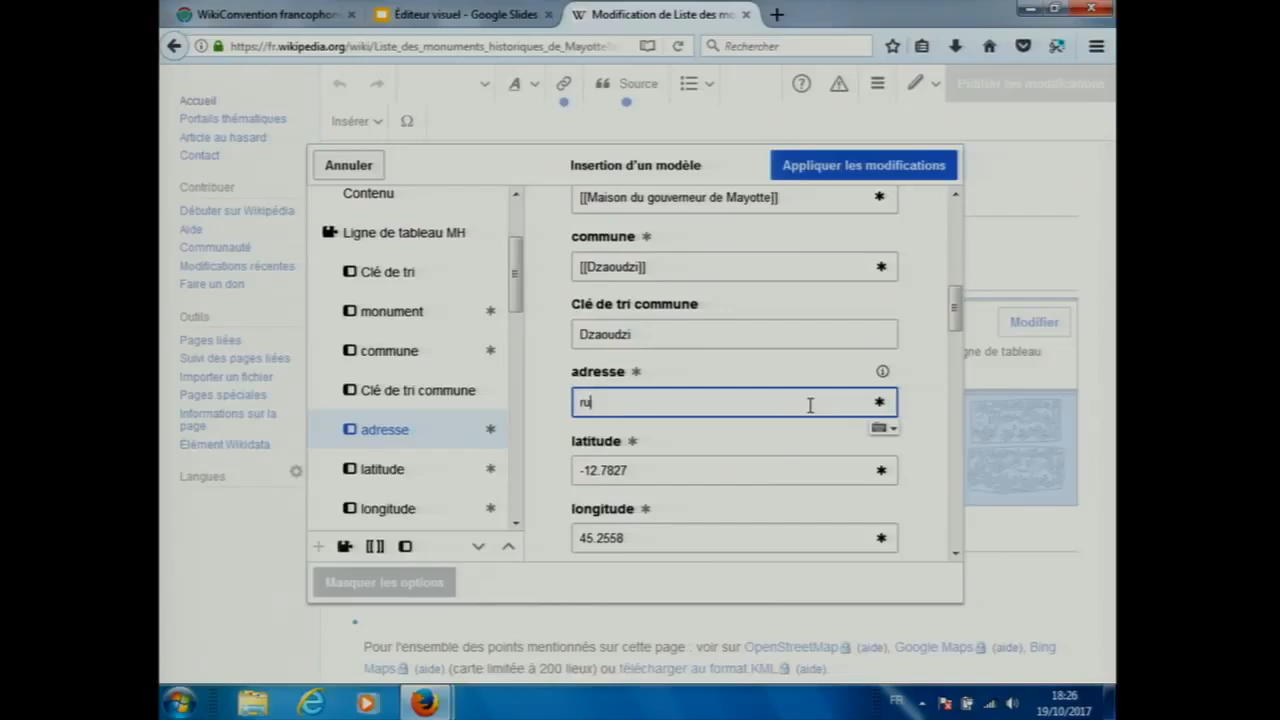 WikiConvention francophon
Éditeur visuel - Google Slides
Modification de Liste des mo
https://fr.wikipedia.org/wiki/Liste_des_monuments_historiques_de_Mayotte
Rechercher
Source
Publier les modifications
Insérer
Ω
Accueil
Portails thématiques
Article au hasard
Contact
Contribuer
Débuter sur Wikipédia
Aide
Communauté
Modifications récentes
Faire un don
Outils
Pages liées
Suivi des pages liées
Importer un fichier
Pages spéciales
Informations sur la
page
Élément Wikidata
Langues
Annuler
Insertion d'un modèle
Appliquer les modifications
Contenu
Ligne de tableau MH
Clé de tri
monument
commune
Clé de tri commune
adresse
latitude
longitude
Masquer les options
[[Maison du gouverneur de Mayotte]]
commune
[[Dzaoudzi]]
Clé de tri commune
Dzaoudzi
adresse
ru
latitude
-12.7827
longitude
45.2558
Modifier
gne de tableau
Pour l'ensemble des points mentionnés sur cette page : voir sur OpenStreetMap (aide), Google Maps (aide), Bing
Maps (aide) (carte limitée à 200 lieux) ou télécharger au format KML (aide).
FR
18:26
19/10/2017